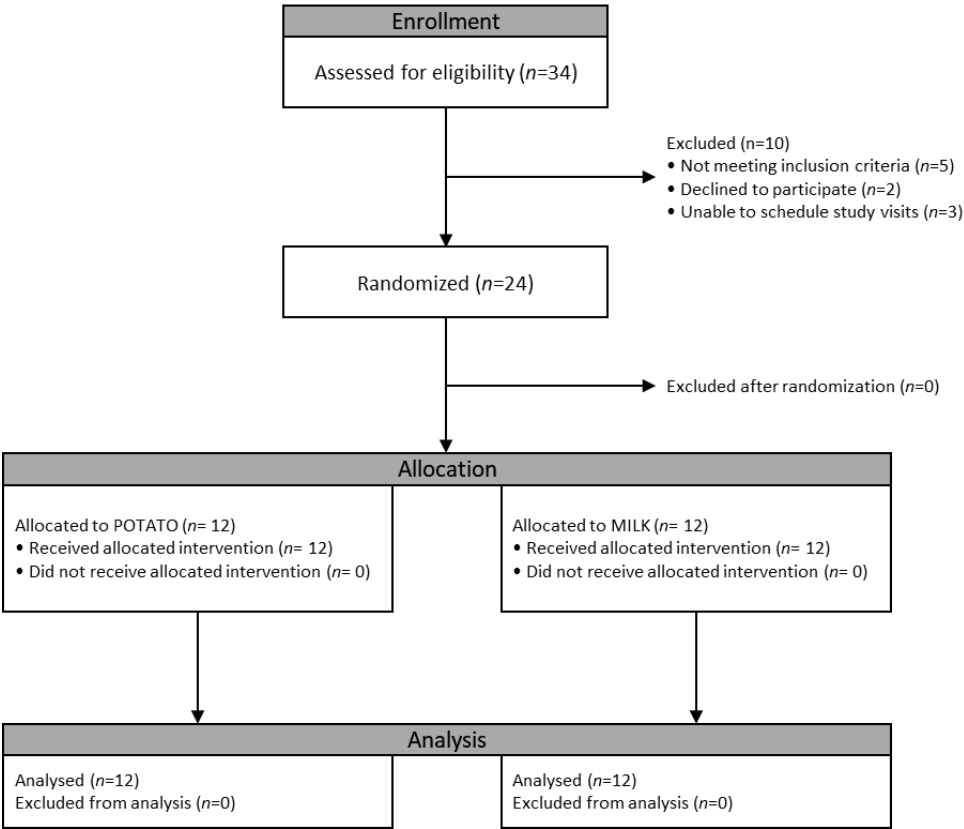 Enrollment
Assessed for eligibility (n=34)
Excluded (n=10)
• Not meeting inclusion criteria (n=5)
• Declined to participate (n=2)
• Unable to schedule study visits (n=3)
Randomized (n=24)
Excluded after randomization (n=0)
Allocation
Allocated to POTATO (n= 12)
• Received allocated intervention (n= 12)
• Did not receive allocated intervention (n= 0)
Allocated to MILK (n= 12)
• Received allocated intervention (n= 12)
• Did not receive allocated intervention (n= 0)
Analysis
Analysed (n=12)
Excluded from analysis (n=0)
Analysed (n=12)
Excluded from analysis (n=0)